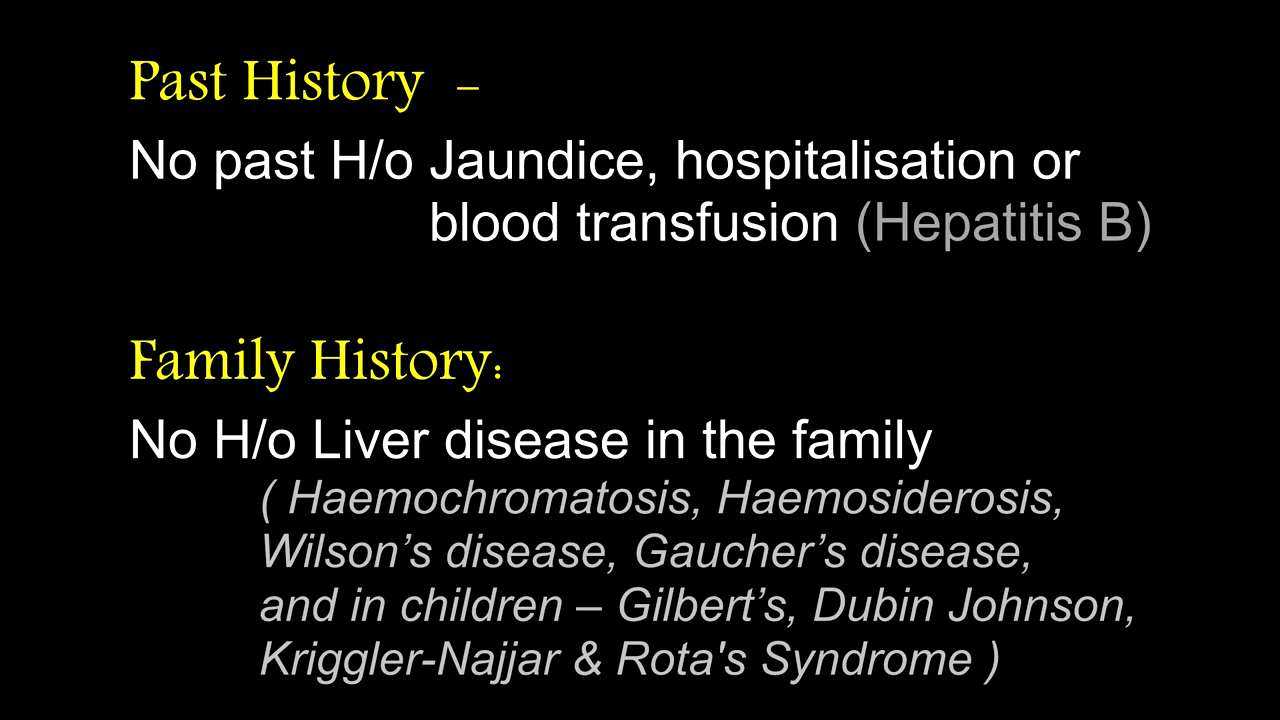 Past History -
No past H/o Jaundice, hospitalisation or
blood transfusion (Hepatitis B)
Family History:
No H/o Liver disease in the family
( Haemochromatosis, Haemosiderosis,
Wilson’s disease, Gaucher’s disease,
and in children – Gilbert’s, Dubin Johnson,
Kriggler-Najjar & Rota's Syndrome )